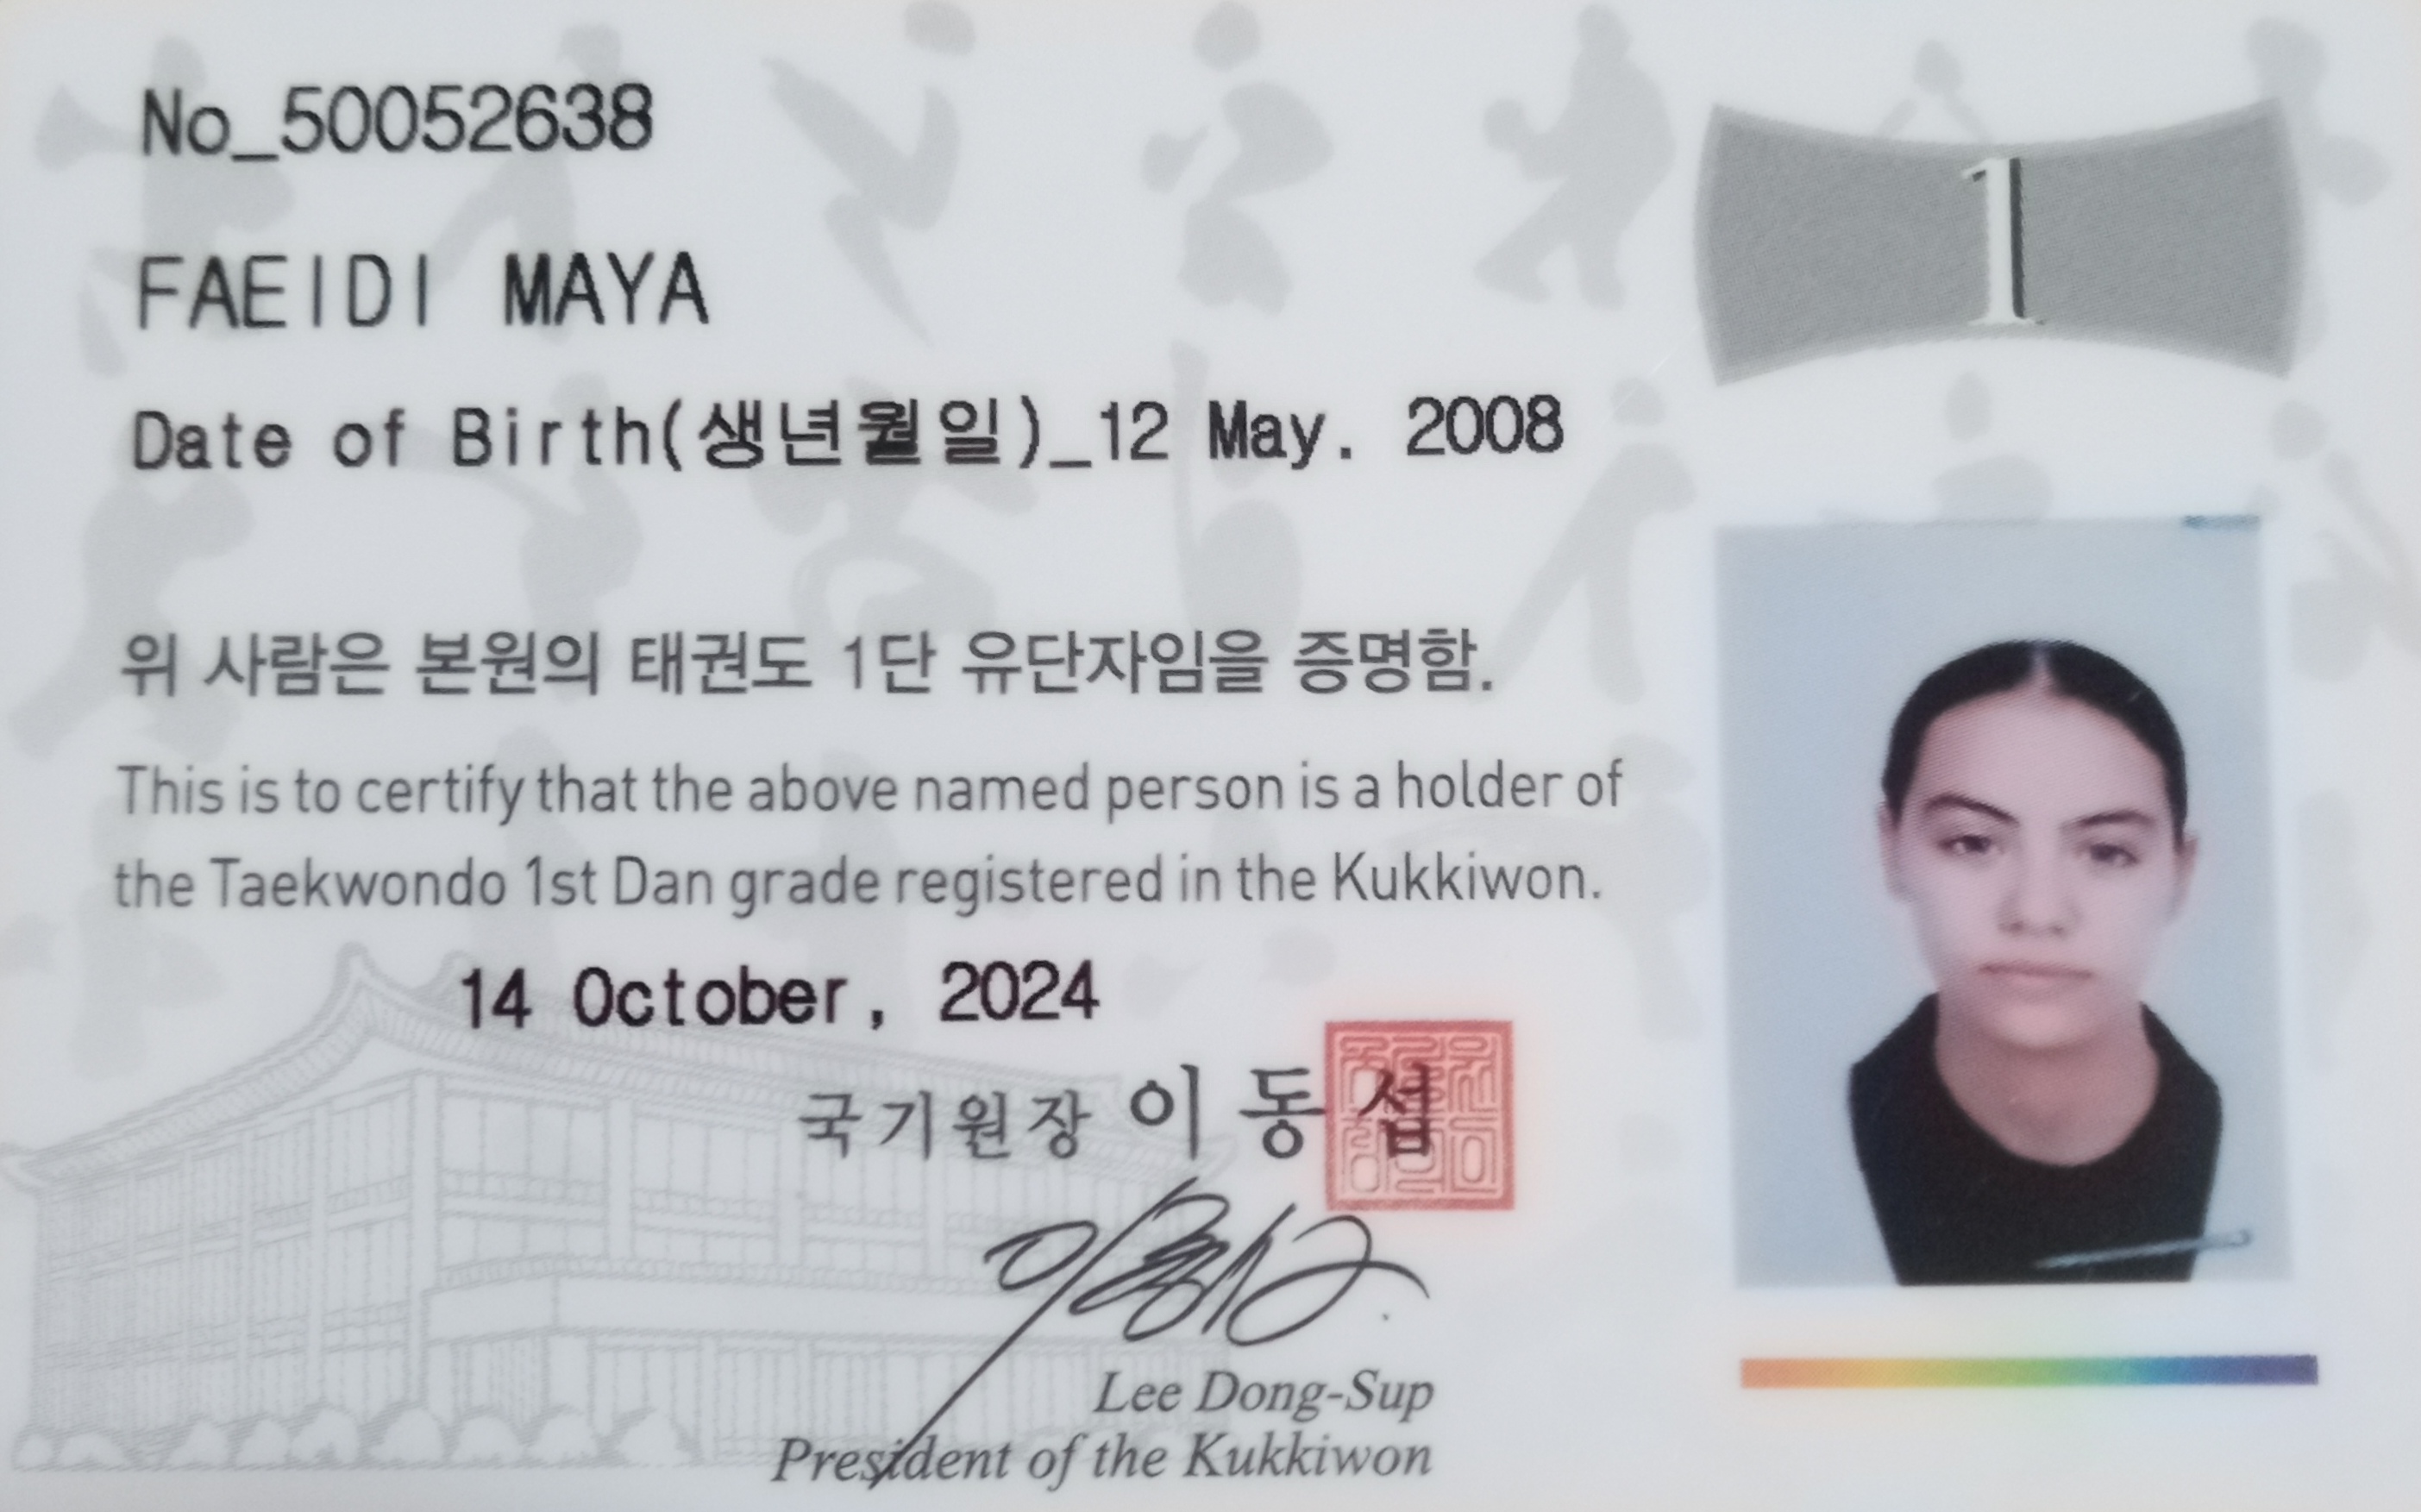 No_50052638
1
FAEIDI MAYA
Date of Birth(생년월일)_12 May. 2008
위 사람은 본원의 태권도 1단 유단자임을 증명함.
This is to certify that the above named person is a holder of
the Taekwondo 1st Dan grade registered in the Kukkiwon.
14 October, 2024
국기원장 이동섭
Lee Dong-Sup
President of the Kukkiwon